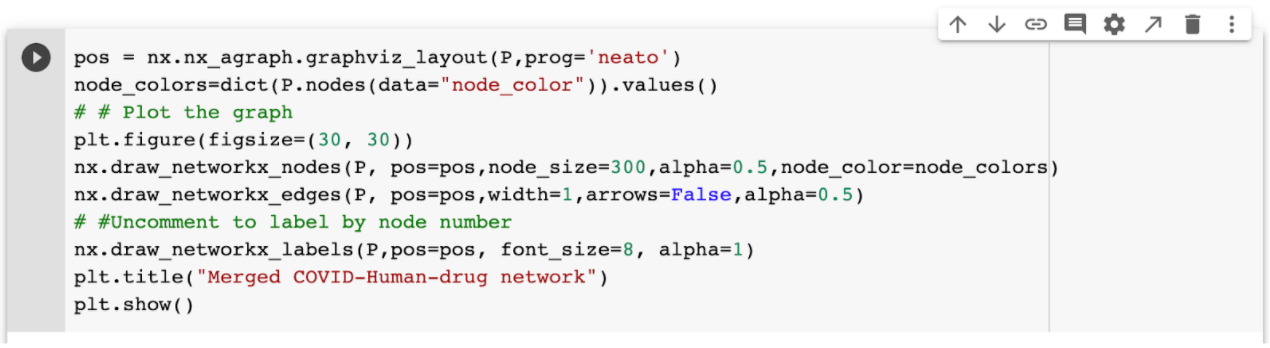 pos = nx.nx_agraph.graphviz_layout(P,prog='neato')
node_colors=dict(P.nodes(data="node_color")).values()
# # Plot the graph
plt.figure(figsize=(30, 30))
nx.draw_networkx_nodes(P, pos=pos,node_size=300,alpha=0.5,node_color=node_colors)
nx.draw_networkx_edges(P, pos=pos,width=1,arrows=False,alpha=0.5)
# #Uncomment to label by node number
nx.draw_networkx_labels(P,pos=pos, font_size=8, alpha=1)
plt.title("Merged COVID-Human-drug network")
plt.show()